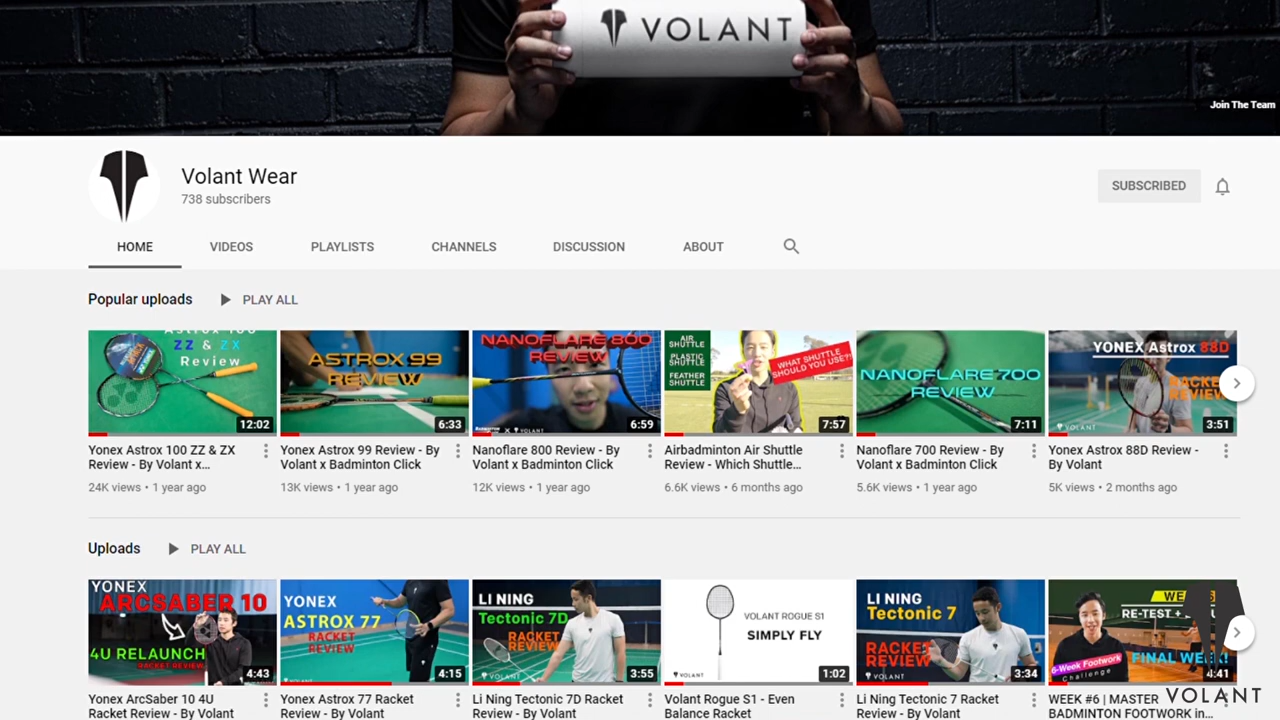 VOLANT
Join The Team
Volant Wear
738 subscribers
SUBSCRIBED
HOME
VIDEOS
PLAYLISTS
CHANNELS
DISCUSSION
ABOUT
Popular uploads
PLAY ALL
Astrox 100
ZZ & ZX
Review
12:02
ASTROX 99
REVIEW
6:33
NANOFLARE 800
REVIEW
VOLANT
6:59
AIR
SHUTTLE
PLASTIC
SHUTTLE
FEATHER
SHUTTLE
WHAT SHUTTLE
SHOULD YOU USE?!
7:57
NANOFLARE 700
REVIEW
7:11
YONEX Astrox 88D
VOLANT
3:51
Yonex Astrox 100 ZZ & ZX
Review - By Volant x...
24K views • 1 year ago
Yonex Astrox 99 Review - By
Volant x Badminton Click
13K views • 1 year ago
Nanoflare 800 Review - By
Volant x Badminton Click
12K views • 1 year ago
Airbadminton Air Shuttle
Review - Which Shuttle...
6.6K views • 6 months ago
Nanoflare 700 Review - By
Volant x Badminton Click
5.6K views • 1 year ago
Yonex Astrox 88D Review -
By Volant
5K views • 2 months ago
Uploads
PLAY ALL
YONEX
ARCSABER 10
4U RELAUNCH
RACKET REVIEW
4:43
YONEX
ASTROX 77
RACKET
REVIEW
4:15
LI NING
Tectonic 7D
RACKET
REVIEW
VOLANT
3:55
VOLANT ROGUE S1
SIMPLY FLY
VOLANT
1:02
LI NING
Tectonic 7
RACKET
REVIEW
VOLANT
3:34
RE-TEST +
6-Week Footwork
Challenge
FINAL WEEK!
4:41
Yonex ArcSaber 10 4U
Racket Review - By Volant
Yonex Astrox 77 Racket
Review - By Volant
Li Ning Tectonic 7D Racket
Review - By Volant
Volant Rogue S1 - Even
Balance Racket
Li Ning Tectonic 7 Racket
Review - By Volant
WEEK #6 | MASTER
BADMINTON FOOTWORK in...
VOLANT